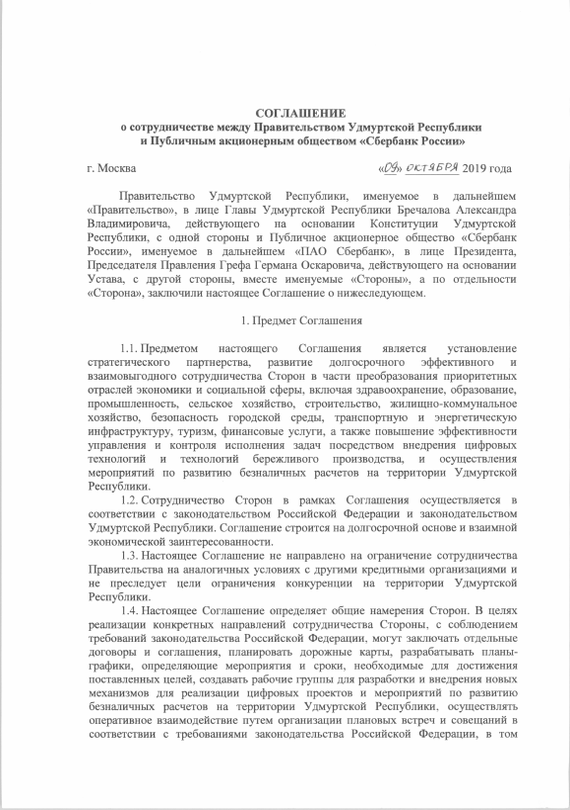 СОГЛАШЕНИЕ
о сотрудничестве между Правительством Удмуртской Республики
и Публичным акционерным обществом «Сбербанк России»
г. Москва «09» ОКТЯБРЯ 2019 года
Правительство Удмуртской Республики, именуемое в дальнейшем
«Правительство», в лице Главы Удмуртской Республики Бречалова Александра
Владимировича, действующего на основании Конституции Удмуртской
Республики, с одной стороны и Публичное акционерное общество «Сбербанк
России», именуемое в дальнейшем «ПАО Сбербанк», в лице Президента,
Председателя Правления Грефа Германа Оскаровича, действующего на основании
Устава, с другой стороны, вместе именуемые «Стороны», а по отдельности
«Сторона», заключили настоящее Соглашение о нижеследующем.
1. Предмет Соглашения
1.1. Предметом настоящего Соглашения является установление
стратегического партнерства, развитие долгосрочного эффективного и
взаимовыгодного сотрудничества Сторон в части преобразования приоритетных
отраслей экономики и социальной сферы, включая здравоохранение, образование,
промышленность, сельское хозяйство, строительство, жилищно-коммунальное
хозяйство, безопасность городской среды, транспортную и энергетическую
инфраструктуру, туризм, финансовые услуги, а также повышение эффективности
управления и контроля исполнения задач посредством внедрения цифровых
технологий и технологий бережливого производства, и осуществления
мероприятий по развитию безналичных расчетов на территории Удмуртской
Республики.
1.2. Сотрудничество Сторон в рамках Соглашения осуществляется в
соответствии с законодательством Российской Федерации и законодательством
Удмуртской Республики. Соглашение строится на долгосрочной основе и взаимной
экономической заинтересованности.
1.3. Настоящее Соглашение не направлено на ограничение сотрудничества
Правительства на аналогичных условиях с другими кредитными организациями и
не преследует цели ограничения конкуренции на территории Удмуртской
Республики.
1.4. Настоящее Соглашение определяет общие намерения Сторон. В целях
реализации конкретных направлений сотрудничества Стороны, с соблюдением
требований законодательства Российской Федерации, могут заключать отдельные
договоры и соглашения, планировать дорожные карты, разрабатывать планы-
графики, определяющие мероприятия и сроки, необходимые для достижения
поставленных целей, создавать рабочие группы для разработки и внедрения новых
механизмов для реализации цифровых проектов и мероприятий по развитию
безналичных расчетов на территории Удмуртской Республики, осуществлять
оперативное взаимодействие путем организации плановых встреч и совещаний в
соответствии с требованиями законодательства Российской Федерации, в том